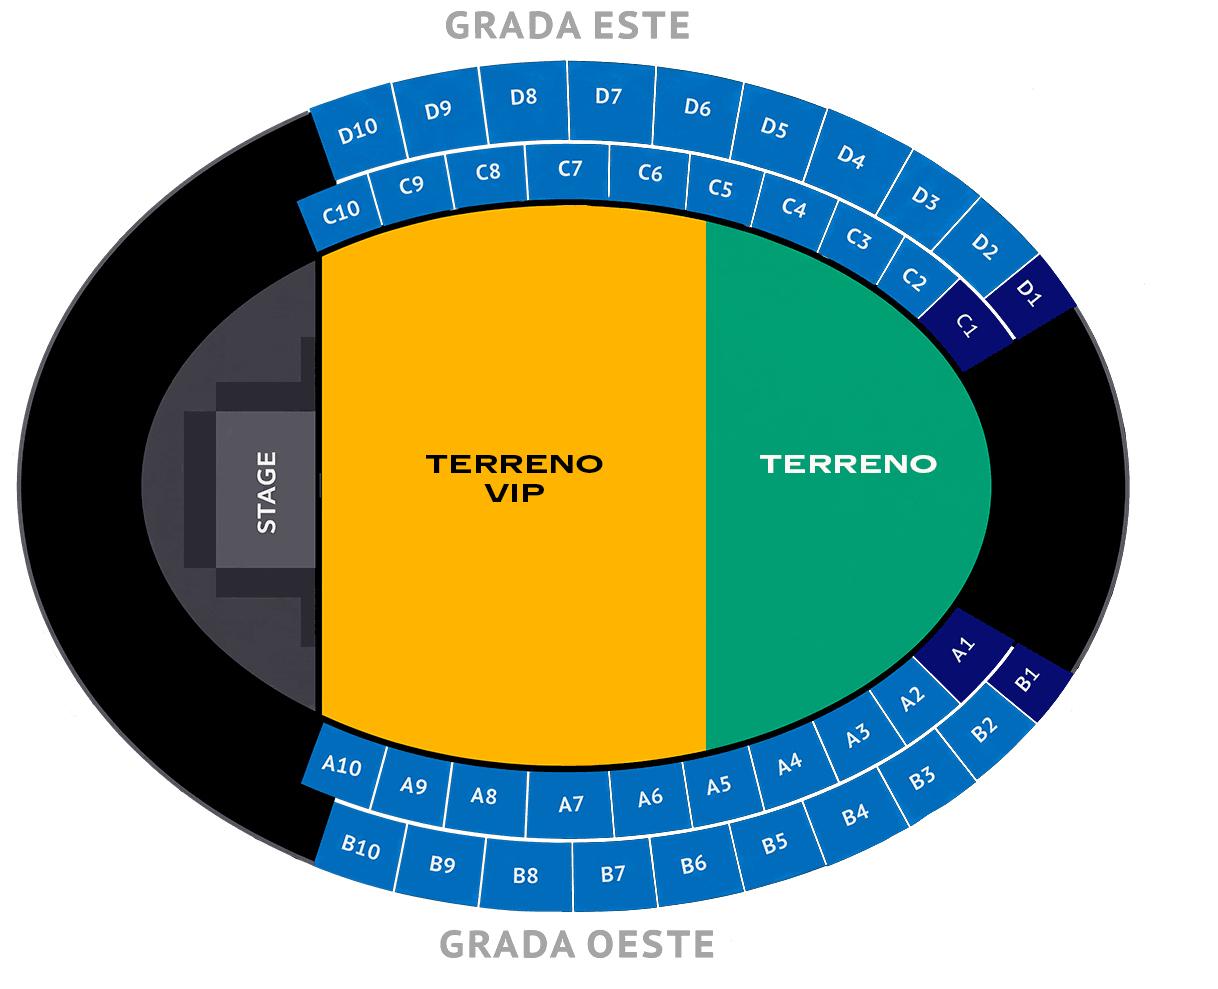 GRADA ESTE
D10
D9
D8
D7
D6
D5
D4
D3
D2
D1
C10
C9
C8
C7
C6
C5
C4
C3
C2
C1
STAGE
TERRENO
VIP
TERRENO
A10
A9
A8
A7
A6
A5
A4
A3
A2
A1
B10
B9
B8
B7
B6
B5
B4
B3
B2
B1
GRADA OESTE